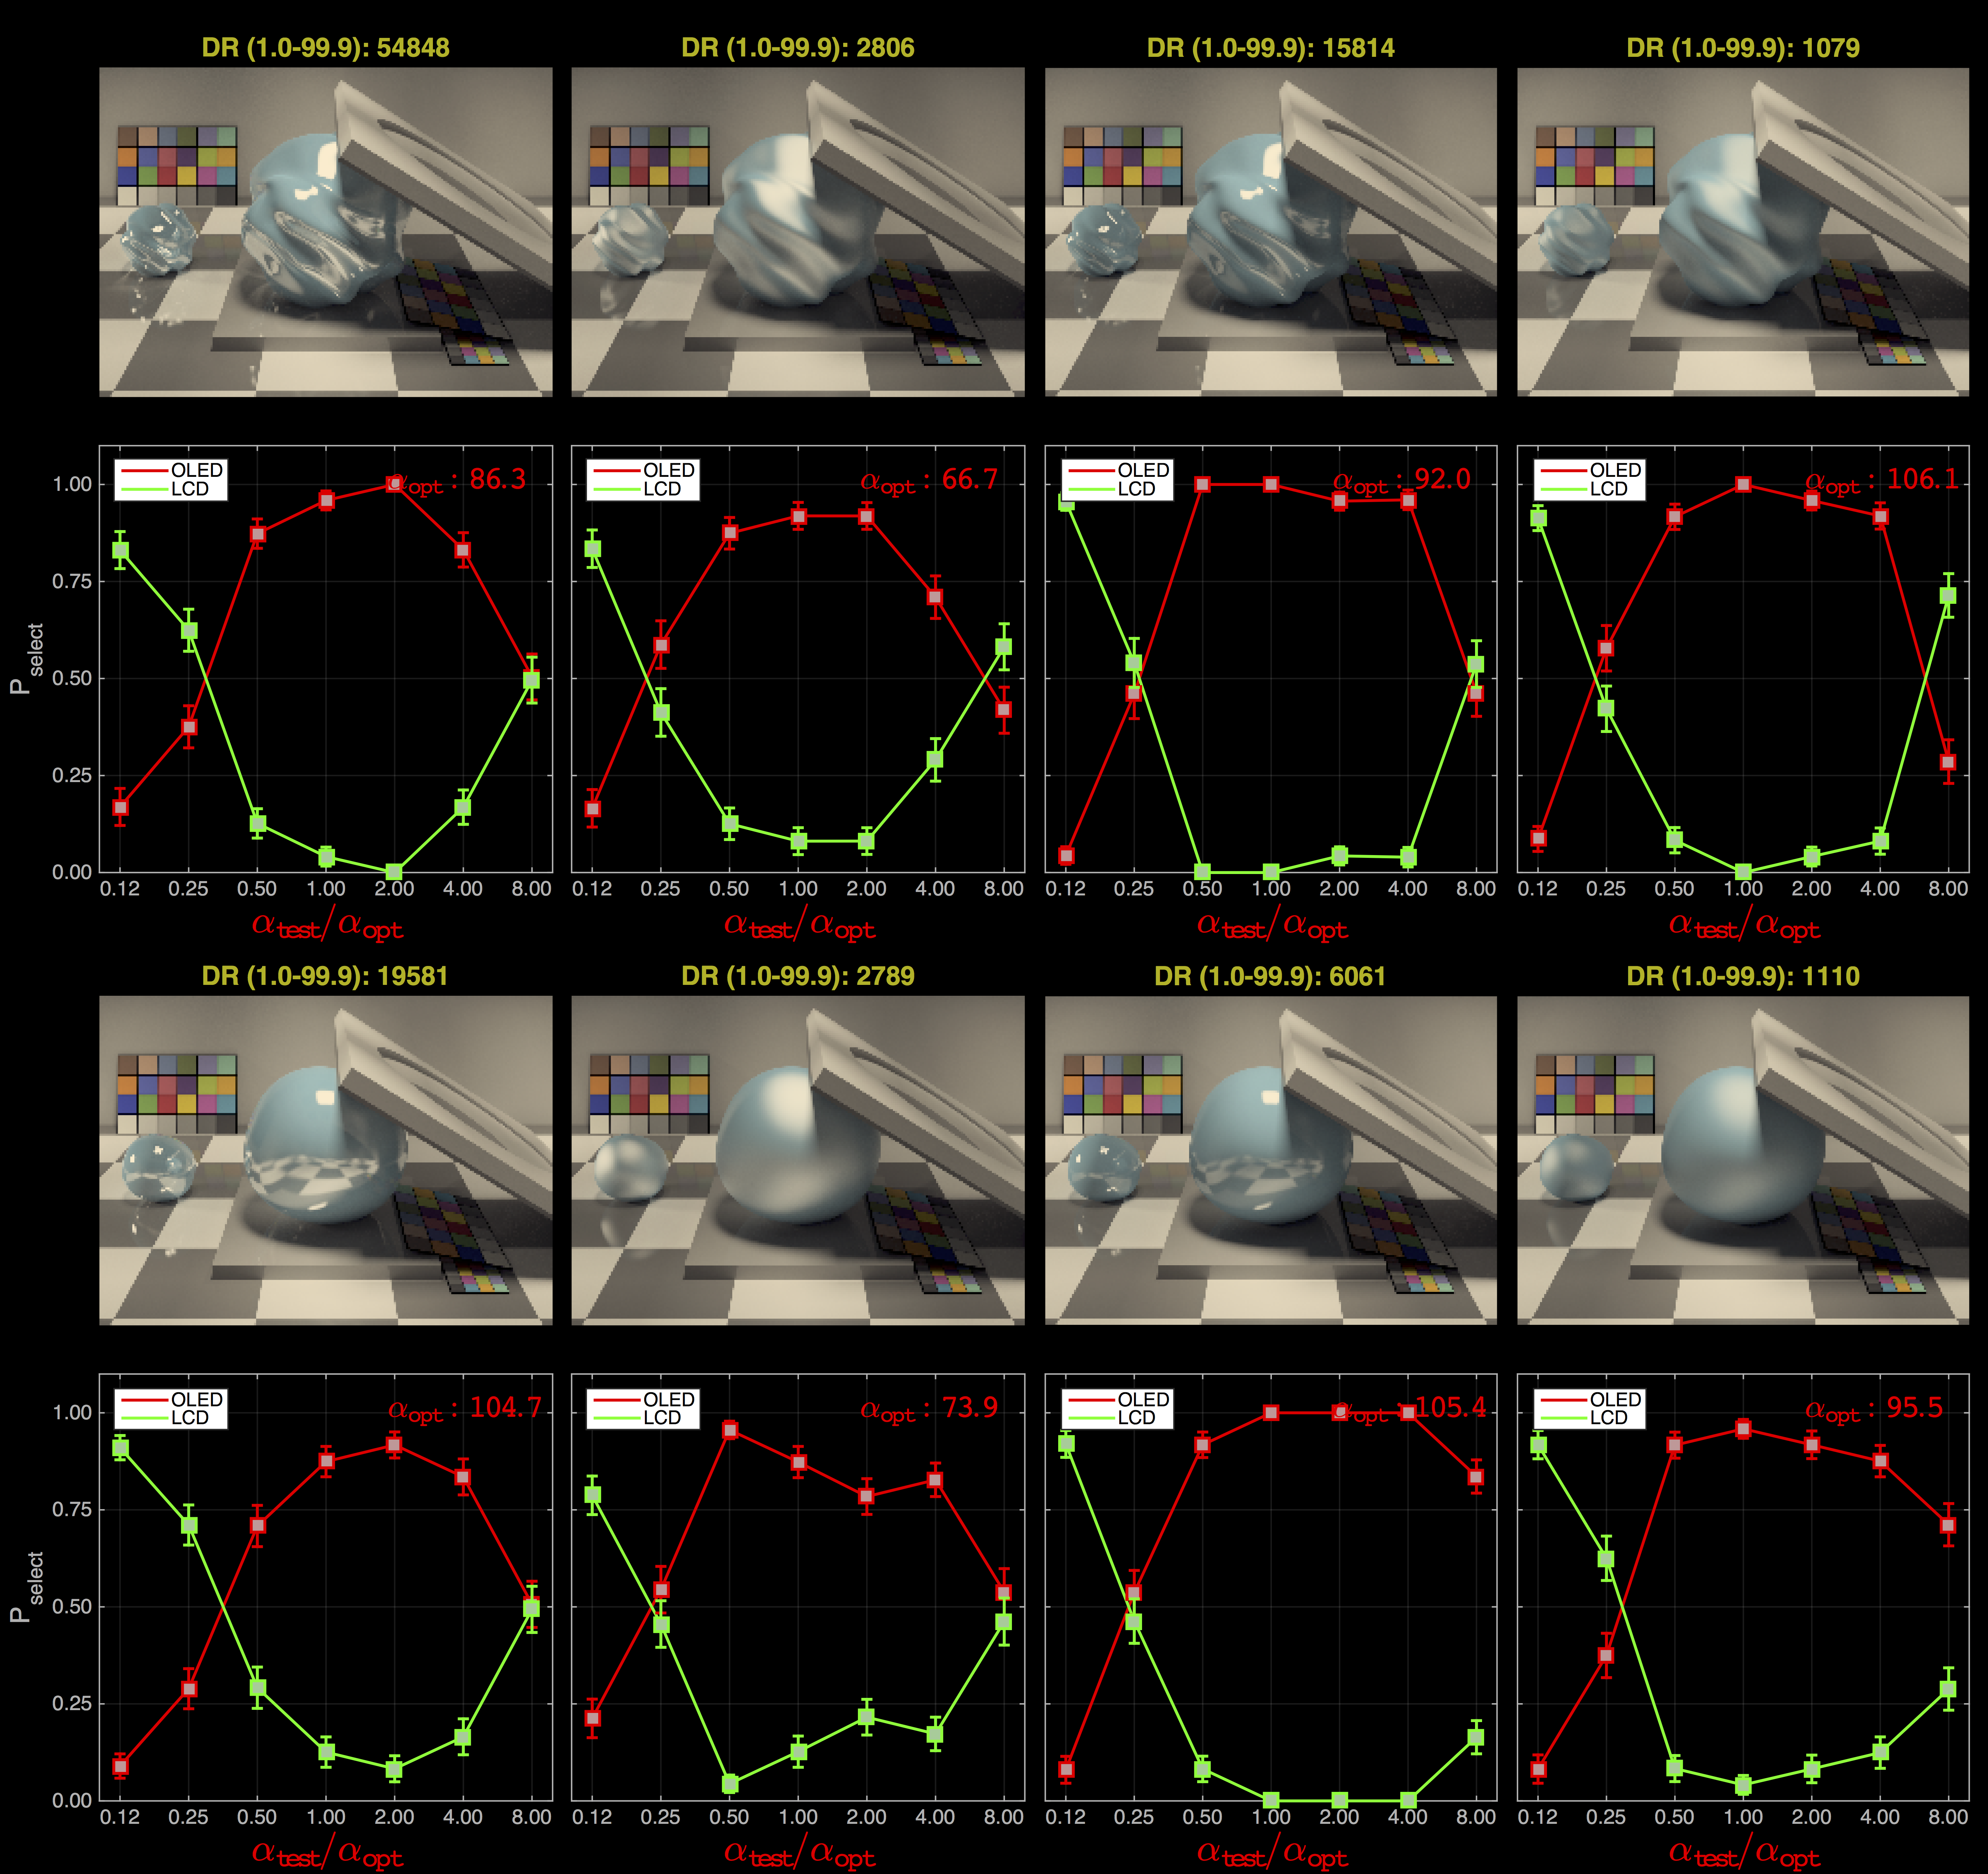 DR (1.0-99.9): 54848
DR (1.0-99.9): 2806
DR (1.0-99.9): 15814
DR (1.0-99.9): 1079
OLED
LCD
αopt : 86.3
OLED
LCD
αopt : 66.7
OLED
LCD
αopt : 92.0
OLED
LCD
αopt : 106.1
1.00
0.75
0.50
0.25
0.00
Pselect
0.12 0.25 0.50 1.00 2.00 4.00 8.00
0.12 0.25 0.50 1.00 2.00 4.00 8.00
0.12 0.25 0.50 1.00 2.00 4.00 8.00
0.12 0.25 0.50 1.00 2.00 4.00 8.00
αtest/αopt
αtest/αopt
αtest/αopt
αtest/αopt
DR (1.0-99.9): 19581
DR (1.0-99.9): 2789
DR (1.0-99.9): 6061
DR (1.0-99.9): 1110
OLED
LCD
αopt : 104.7
OLED
LCD
αopt : 73.9
OLED
LCD
αopt : 105.4
OLED
LCD
αopt : 95.5
1.00
0.75
0.50
0.25
0.00
Pselect
0.12 0.25 0.50 1.00 2.00 4.00 8.00
0.12 0.25 0.50 1.00 2.00 4.00 8.00
0.12 0.25 0.50 1.00 2.00 4.00 8.00
0.12 0.25 0.50 1.00 2.00 4.00 8.00
αtest/αopt
αtest/αopt
αtest/αopt
αtest/αopt